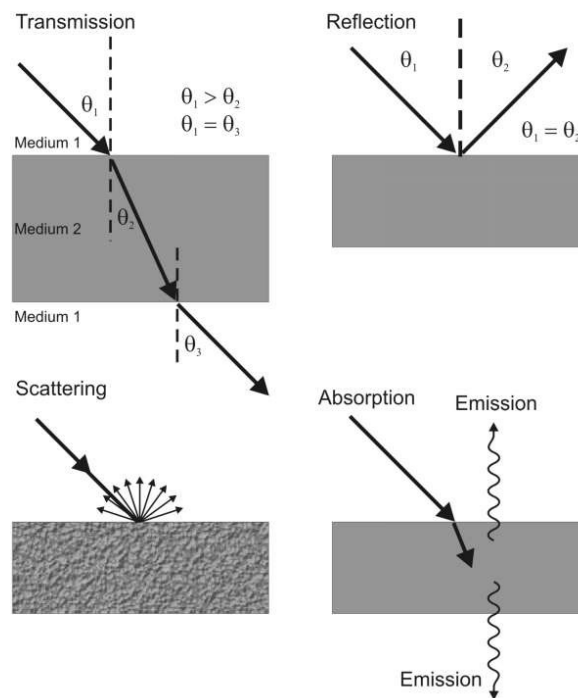 Transmission
θ₁
θ₁ > θ₂
θ₁ = θ₃
Medium 1
Medium 2
θ₂
Medium 1
θ₃
Reflection
θ₁
θ₂
θ₁ = θ₂
Scattering
Absorption
Emission
Emission